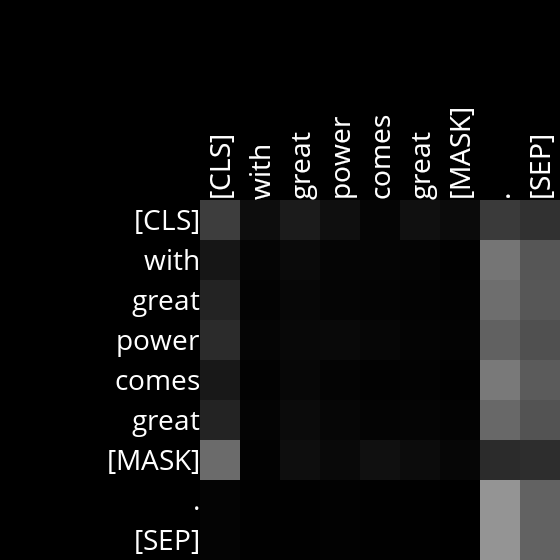 [CLS] with great power comes great [MASK] . [SEP]
[CLS]
with
great
power
comes
great
[MASK]
.
[SEP]